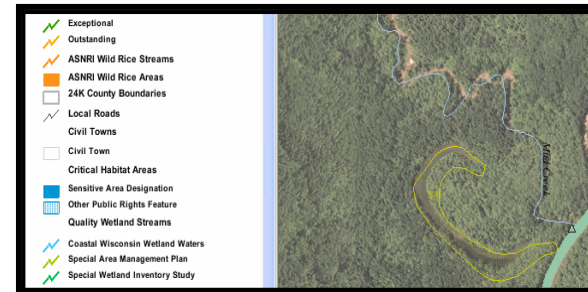 Exceptional
Outstanding
ASNRI Wild Rice Streams
ASNRI Wild Rice Areas
24K County Boundaries
Local Roads
Civil Towns
Civil Town
Critical Habitat Areas
Sensitive Area Designation
Other Public Rights Feature
Quality Wetland Streams
Coastal Wisconsin Wetland Waters
Special Area Management Plan
Special Wetland Inventory Study
Mud Creek